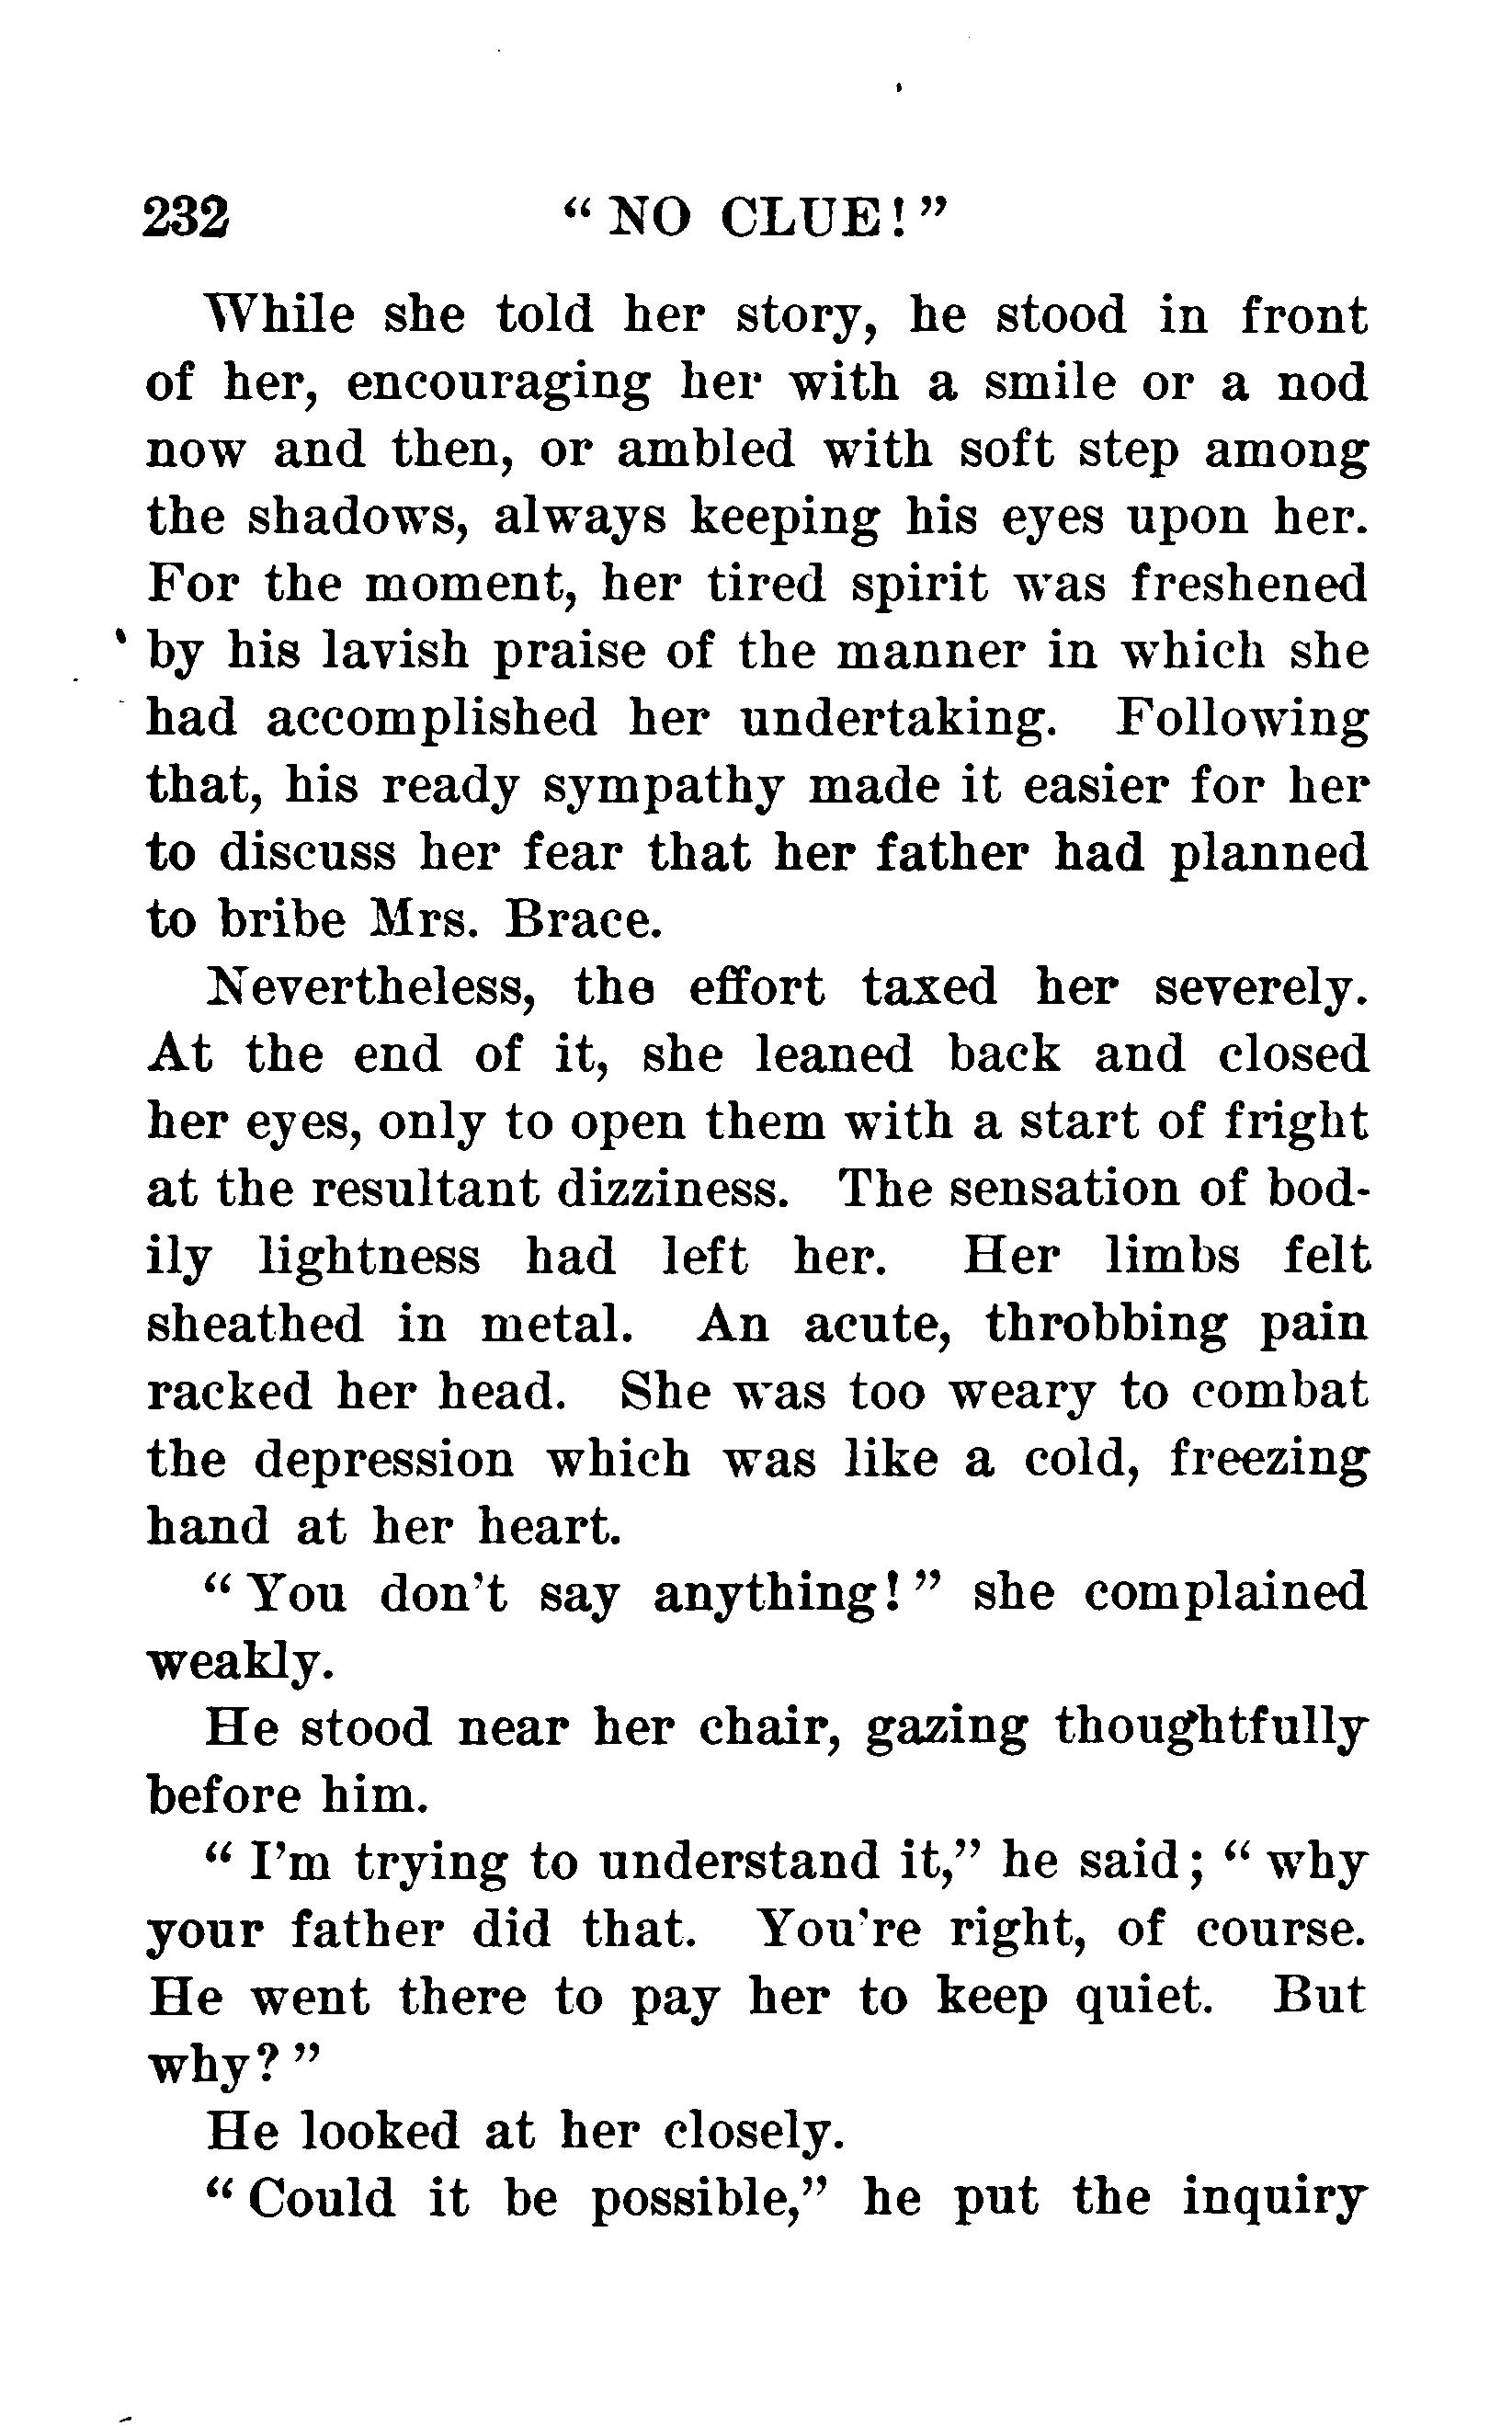 232 “ NO CLUE! ”
While she told her story, he stood in front
of her, encouraging her with a smile or a nod
now and then, or ambled with soft step among
the shadows, always keeping his eyes upon her.
For the moment, her tired spirit was freshened
by his lavish praise of the manner in which she
had accomplished her undertaking. Following
that, his ready sympathy made it easier for her
to discuss her fear that her father had planned
to bribe Mrs. Brace.
Nevertheless, the effort taxed her severely.
At the end of it, she leaned back and closed
her eyes, only to open them with a start of fright
at the resultant dizziness. The sensation of bod-
ily lightness had left her. Her limbs felt
sheathed in metal. An acute, throbbing pain
racked her head. She was too weary to combat
the depression which was like a cold, freezing
hand at her heart.
“ You don’t say anything! ” she complained
weakly.
He stood near her chair, gazing thoughtfully
before him.
“ I’m trying to understand it,” he said; “ why
your father did that. You’re right, of course.
He went there to pay her to keep quiet. But
why? ”
He looked at her closely.
“ Could it be possible,” he put the inquiry